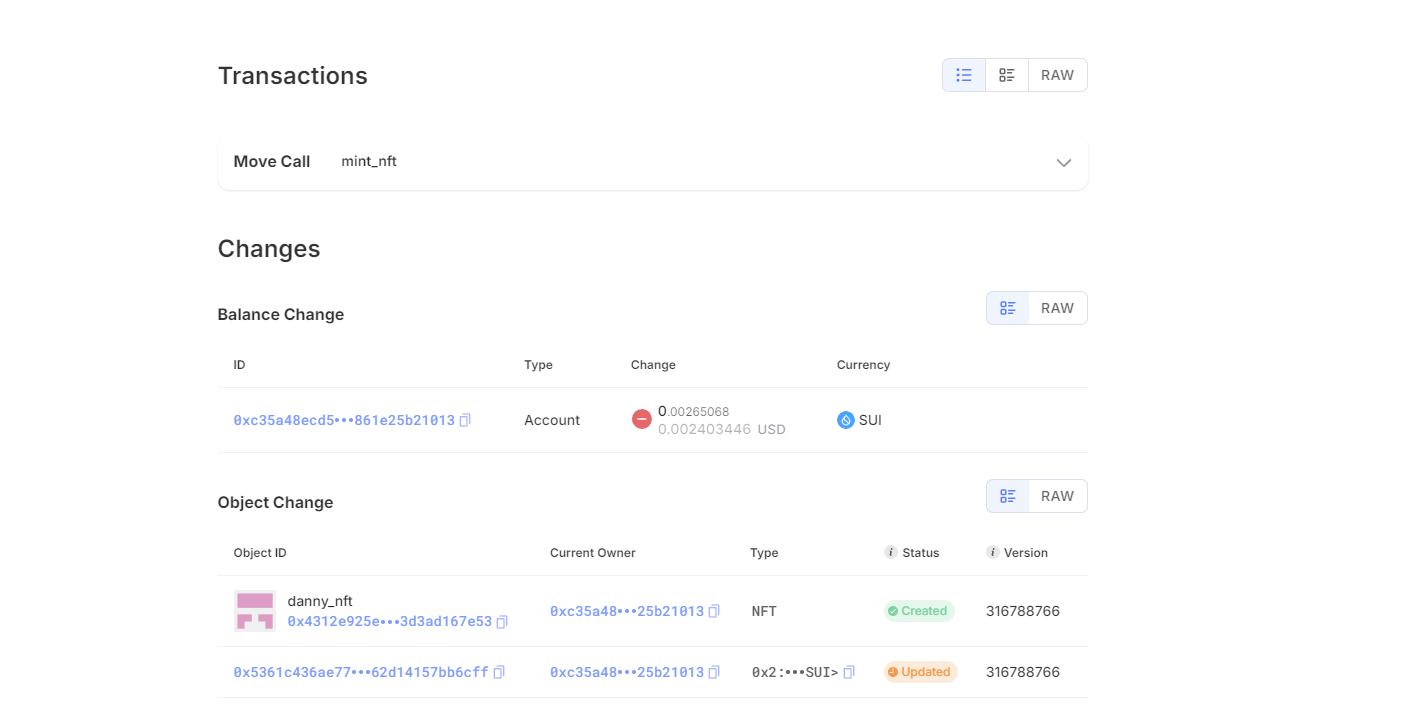 Transactions
RAW
Move Call mint_nft
Changes
Balance Change
RAW
ID Type Change Currency
0xc35a48ecd5•••861e25b21013 Account 0.00265068 SUI
0.002403446 USD
Object Change
RAW
Object ID Current Owner Type i Status i Version
danny_nft
0x4312e925e•••3d3ad167e53 0xc35a48•••25b21013 NFT Created 316788766
0x5361c436ae77•••62d14157bb6cff 0xc35a48•••25b21013 0x2:•••SUI> Updated 316788766